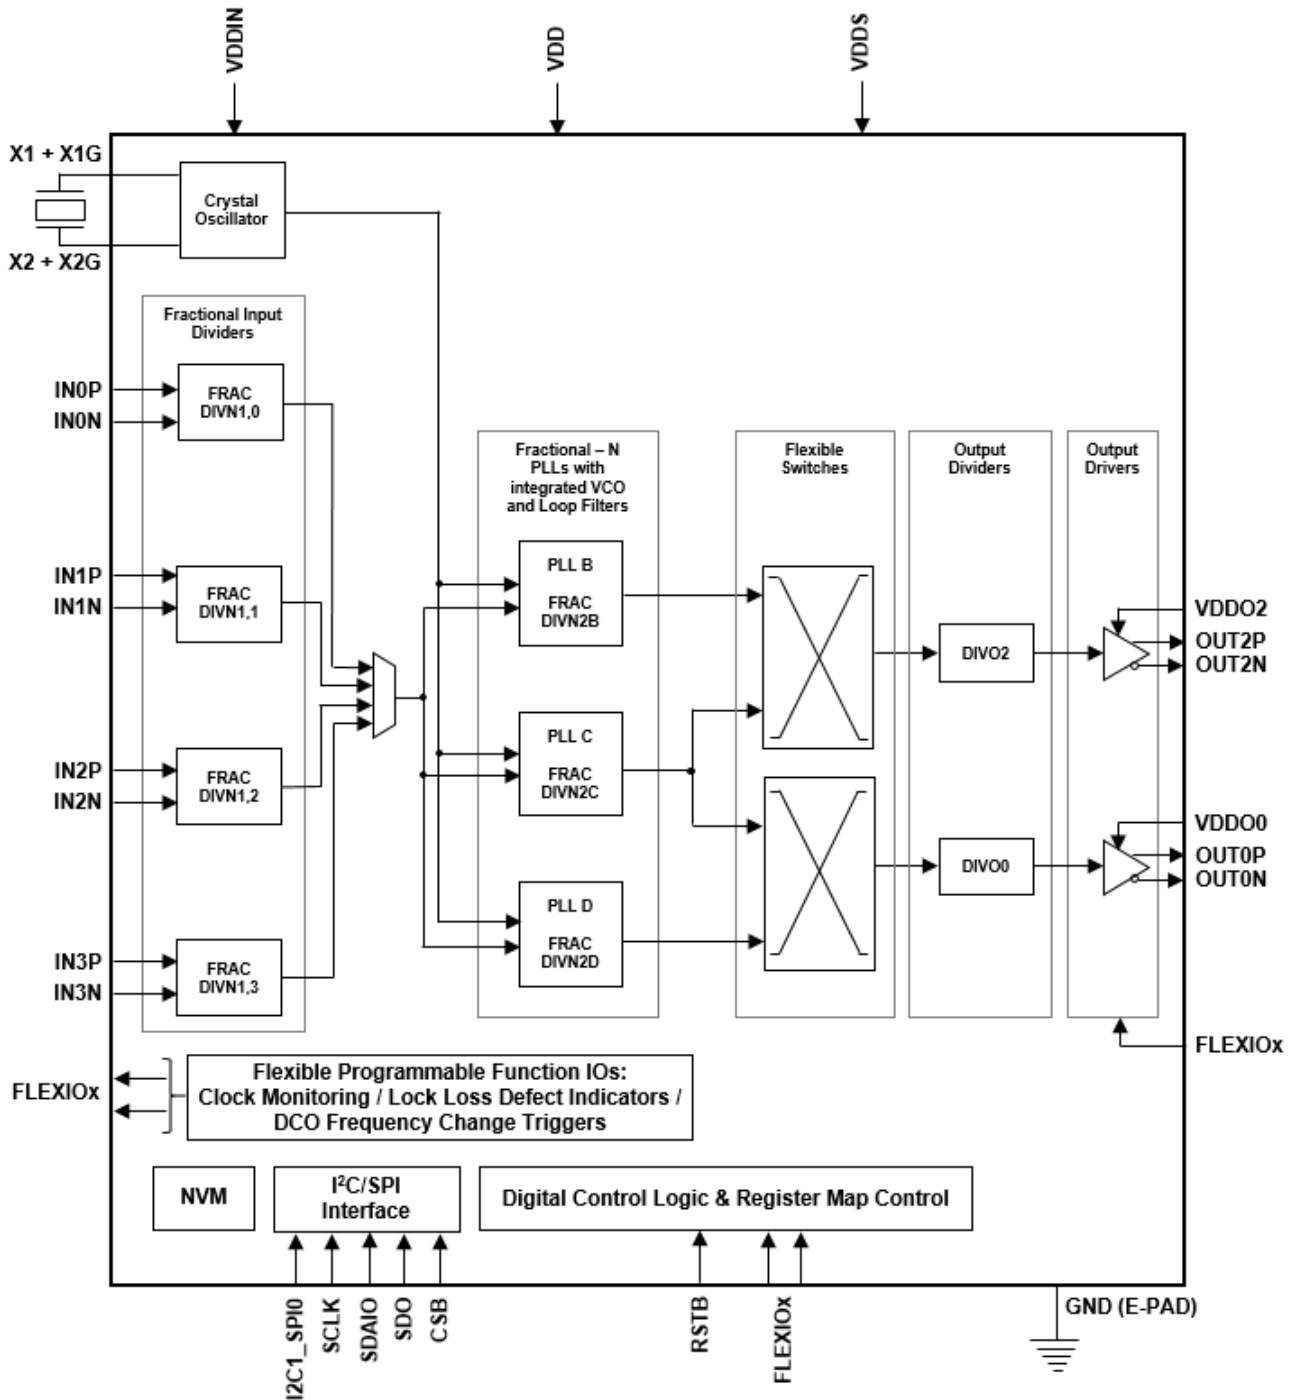 VDDIN
VDD
VDDS
X1 + X1G
Crystal
Oscillator
X2 + X2G
Fractional Input
Dividers
IN0P
IN0N
FRAC
DIVN1,0
IN1P
IN1N
FRAC
DIVN1,1
IN2P
IN2N
FRAC
DIVN1,2
IN3P
IN3N
FRAC
DIVN1,3
Fractional – N
PLLs with
integrated VCO
and Loop Filters
PLL B
FRAC
DIVN2B
PLL C
FRAC
DIVN2C
PLL D
FRAC
DIVN2D
Flexible
Switches
Output
Dividers
DIVO2
DIVO0
Output
Drivers
VDDO2
OUT2P
OUT2N
VDDO0
OUT0P
OUT0N
FLEXIOx
FLEXIOx
Flexible Programmable Function IOs:
Clock Monitoring / Lock Loss Defect Indicators /
DCO Frequency Change Triggers
NVM
I²C/SPI
Interface
Digital Control Logic & Register Map Control
I2C1_SPI0
SCLK
SDAIO
SDO
CSB
RSTB
FLEXIOx
GND (E-PAD)